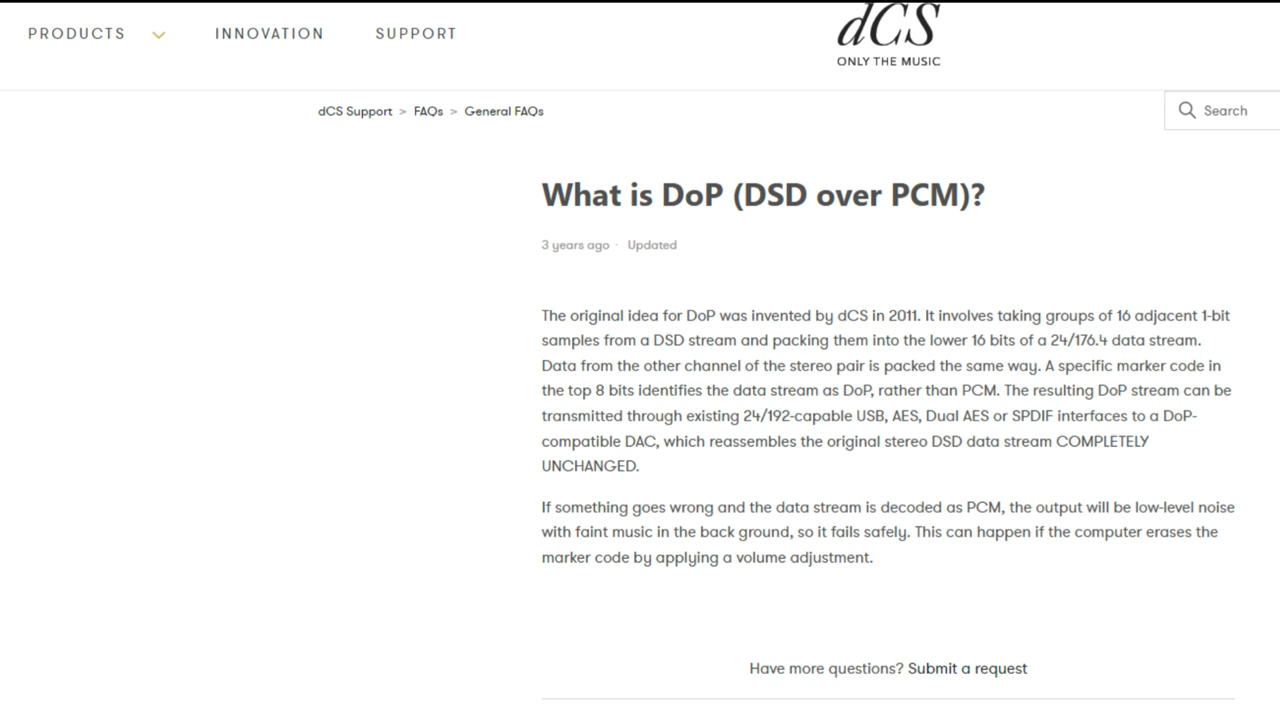 PRODUCTS INNOVATION SUPPORT
dCS
ONLY THE MUSIC
dCS Support > FAQs > General FAQs
Search
What is DoP (DSD over PCM)?
3 years ago · Updated
The original idea for DoP was invented by dCS in 2011. It involves taking groups of 16 adjacent 1-bit
samples from a DSD stream and packing them into the lower 16 bits of a 24/176.4 data stream.
Data from the other channel of the stereo pair is packed the same way. A specific marker code in
the top 8 bits identifies the data stream as DoP, rather than PCM. The resulting DoP stream can be
transmitted through existing 24/192-capable USB, AES, Dual AES or SPDIF interfaces to a DoP-
compatible DAC, which reassembles the original stereo DSD data stream COMPLETELY
UNCHANGED.
If something goes wrong and the data stream is decoded as PCM, the output will be low-level noise
with faint music in the back ground, so it fails safely. This can happen if the computer erases the
marker code by applying a volume adjustment.
Have more questions? Submit a request